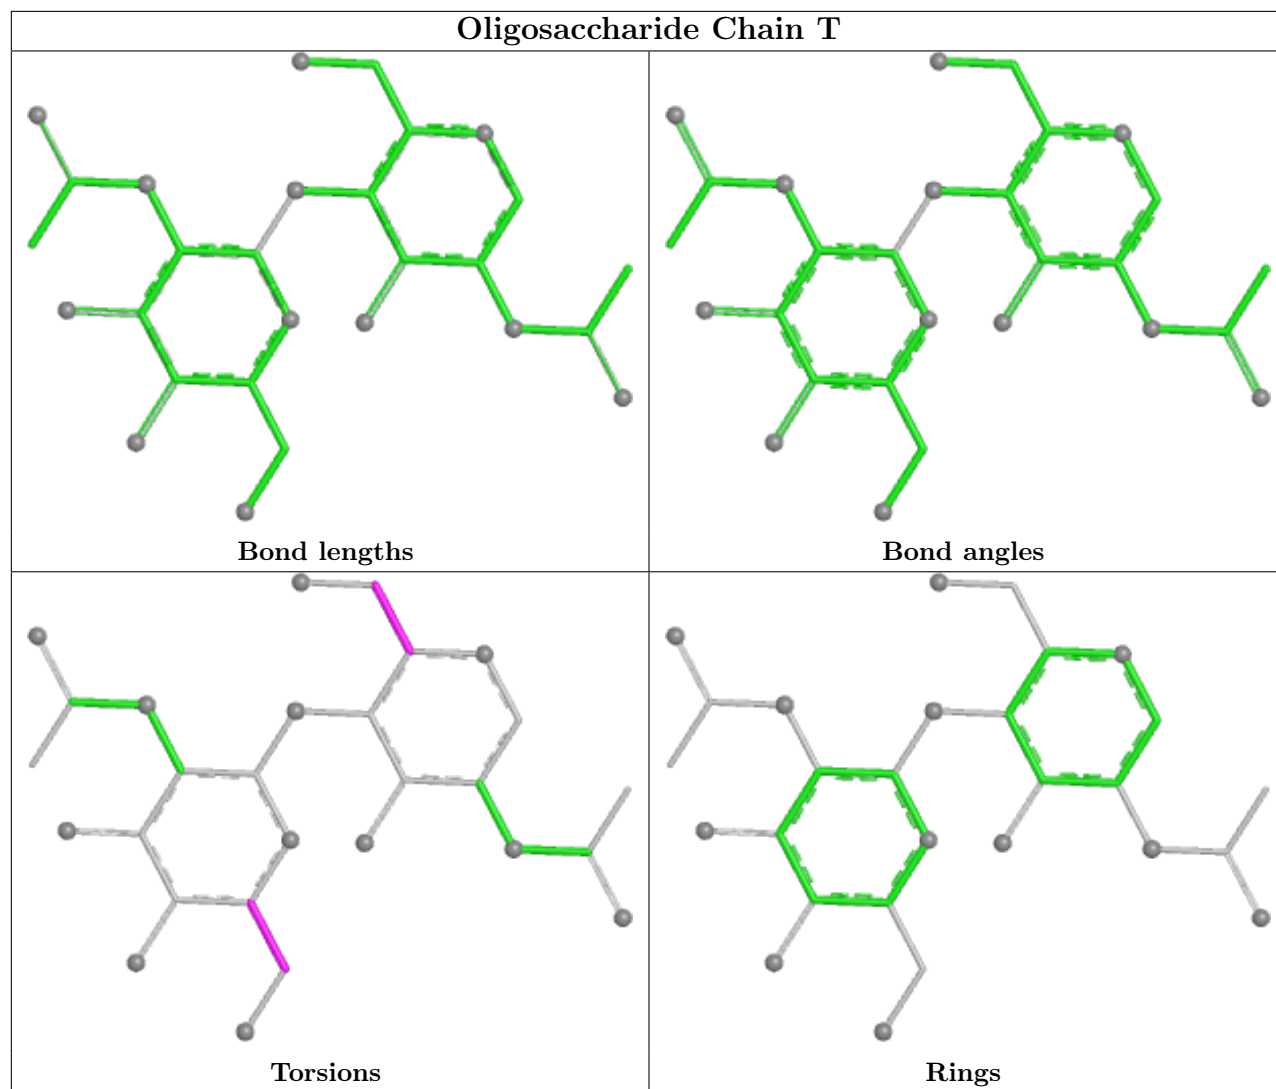 Oligosaccharide Chain T
Bond lengths
Bond angles
Torsions
Rings